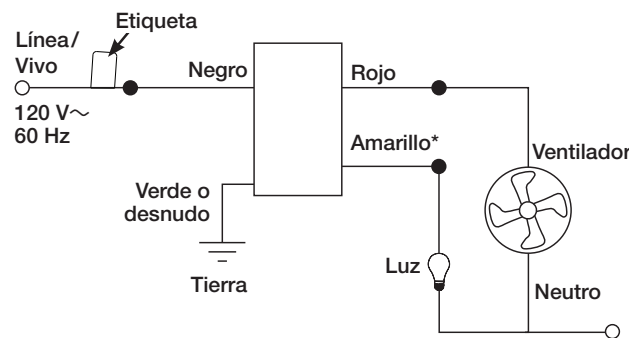 Etiqueta
Línea/
Vivo
120 V~
60 Hz
Negro
Rojo
Amarillo*
Ventilador
Verde o
desnudo
Tierra
Luz
Neutro